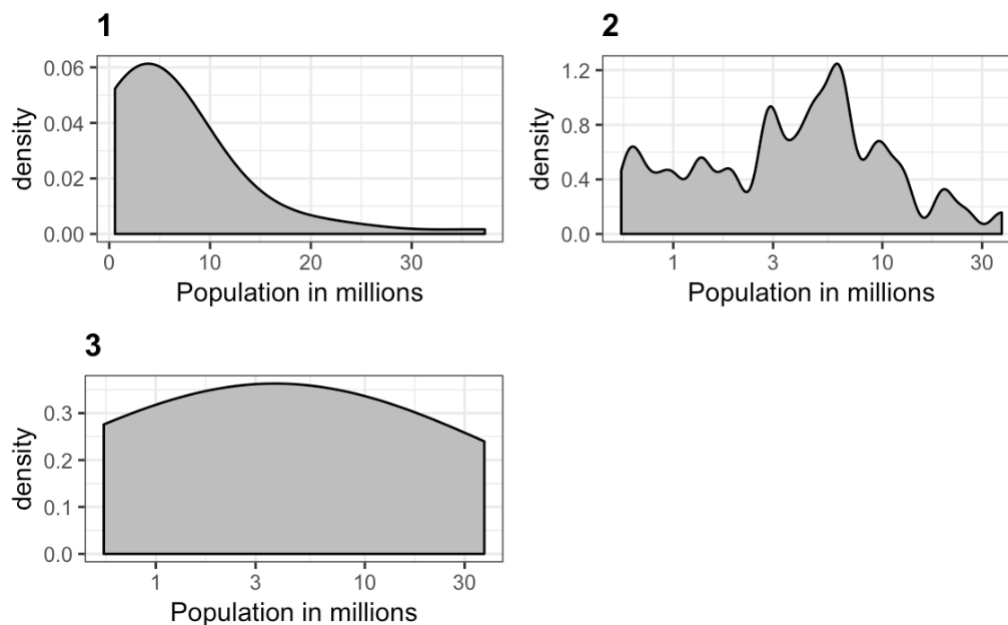 1
density
0.06
0.04
0.02
0.00
0 10 20 30
Population in millions
2
density
1.2
0.8
0.4
0.0
1 3 10 30
Population in millions
3
density
0.3
0.2
0.1
0.0
1 3 10 30
Population in millions